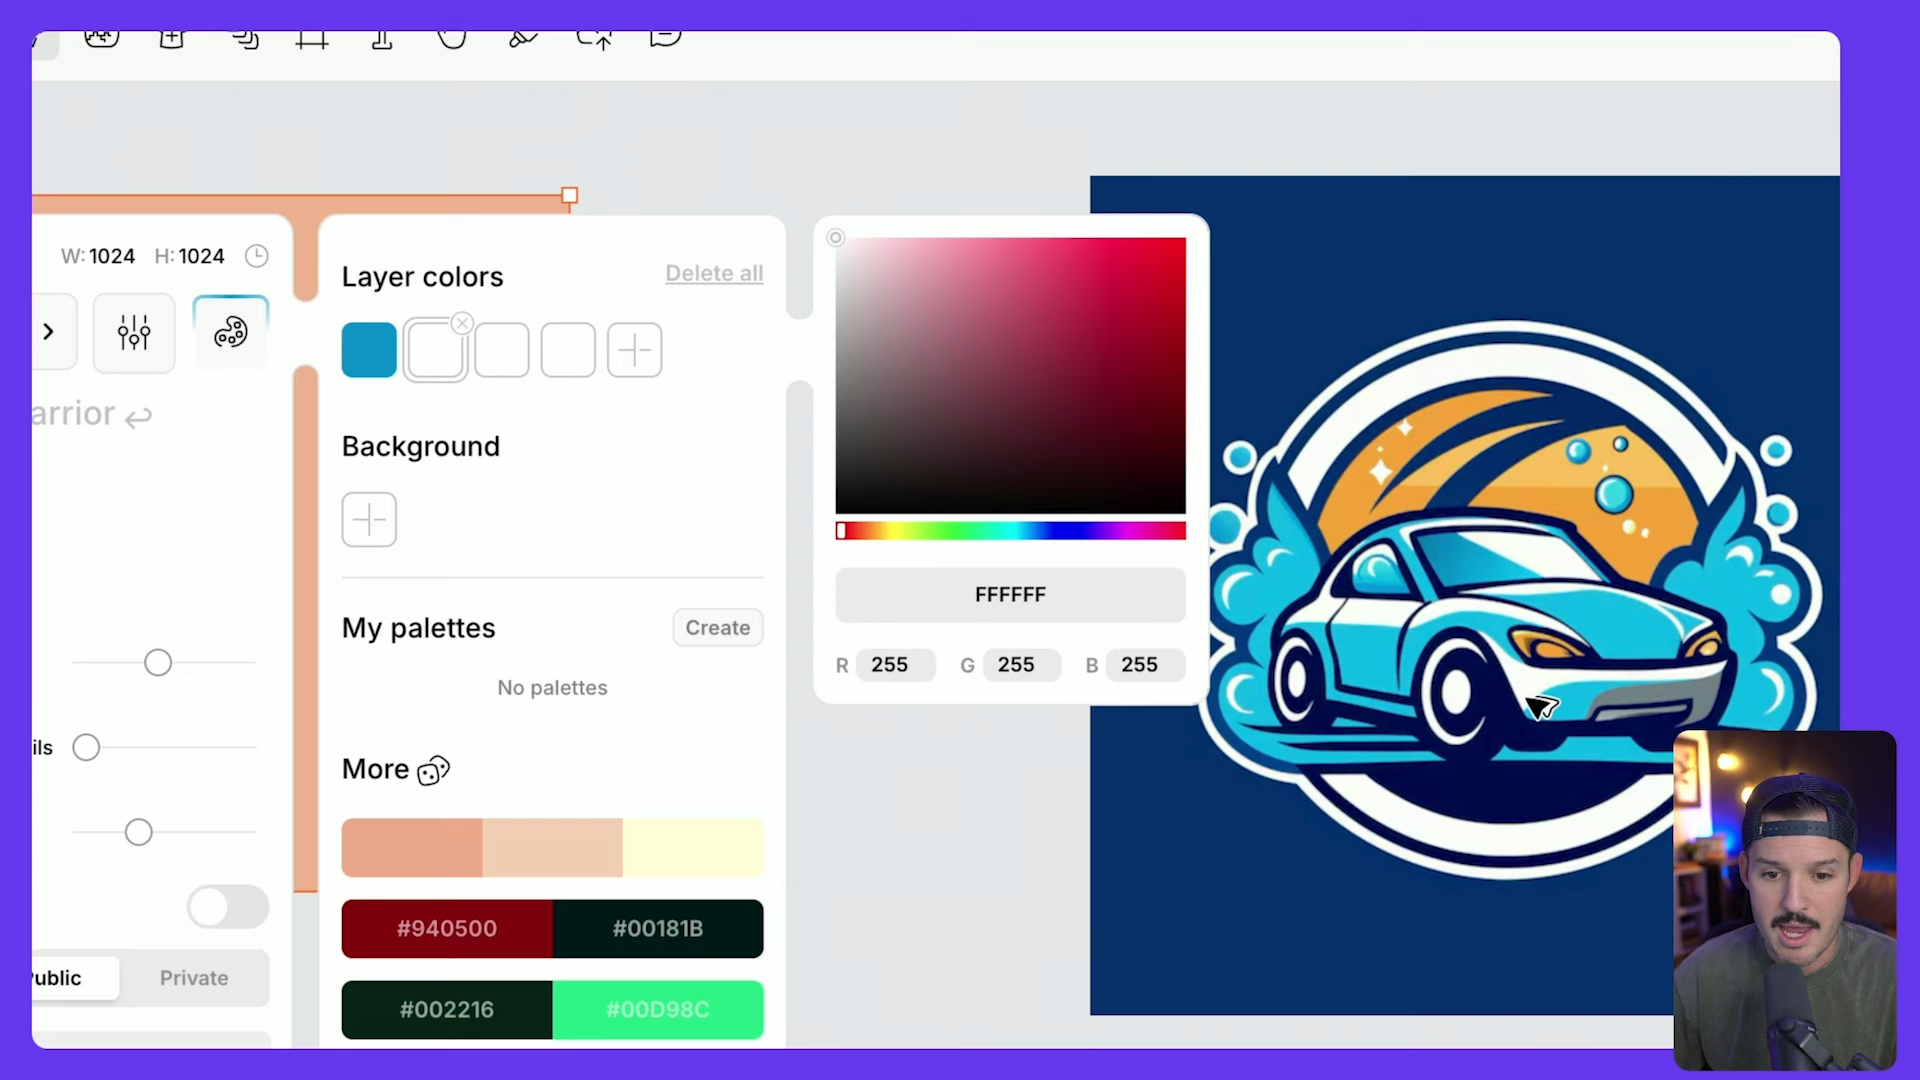 W: 1024 H: 1024
Layer colors
Delete all
arrior
Background
FFFFFF
R 255 G 255 B 255
My palettes
Create
No palettes
ils
More
#940500
#00181B
Public
Private
#002216
#00D98C